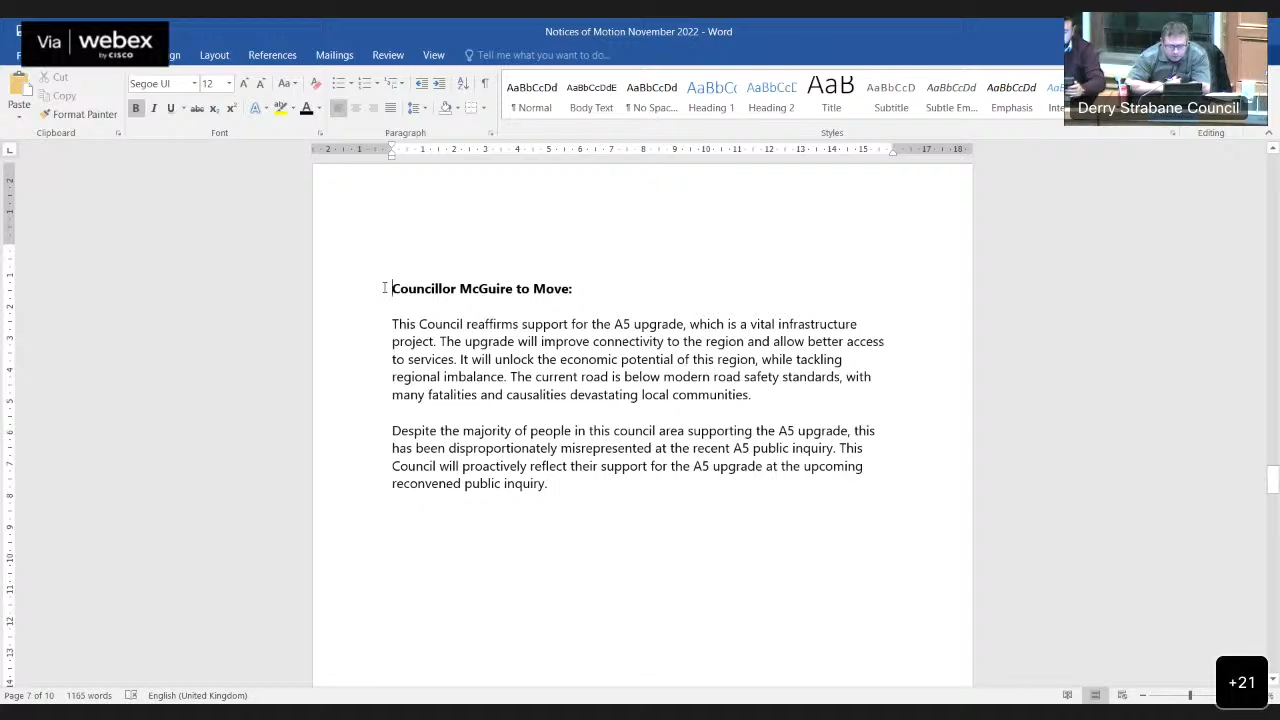 Via webex
by CISCO
Notices of Motion November 2022 - Word
Layout References Mailings Review View Tell me what you want to do...
Cut
Copy
Format Painter
Paste
Segoe UI 12
AaBbCcDd AaBbCcDdE AaBbCcDd AaBbCc AaBbCcE AaB AaBbCcD AaBbCcDd AaBbCcDd
¶ Normal Body Text ¶ No Spac... Heading 1 Heading 2 Title Subtitle Subtle Em... Emphasis
Clipboard Font Paragraph Styles Editing
Derry Strabane Council
Councillor McGuire to Move:
This Council reaffirms support for the A5 upgrade, which is a vital infrastructure
project. The upgrade will improve connectivity to the region and allow better access
to services. It will unlock the economic potential of this region, while tackling
regional imbalance. The current road is below modern road safety standards, with
many fatalities and causalities devastating local communities.
Despite the majority of people in this council area supporting the A5 upgrade, this
has been disproportionately misrepresented at the recent A5 public inquiry. This
Council will proactively reflect their support for the A5 upgrade at the upcoming
reconvened public inquiry.
Page 7 of 10 1165 words English (United Kingdom)
+21